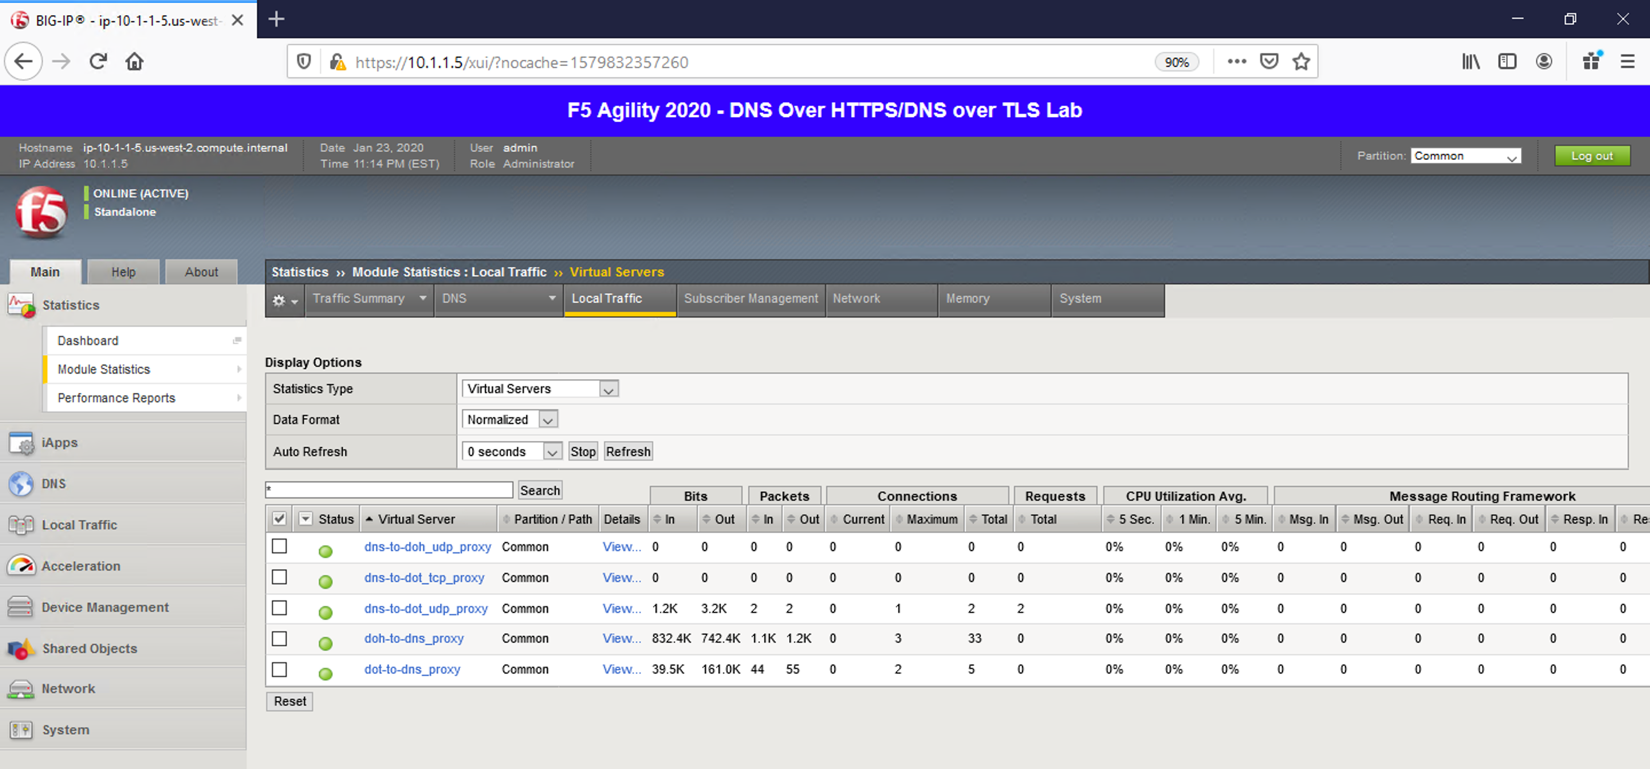 BIG-IP® - ip-10-1-1-5.us-west-
https://10.1.1.5/xui/?nocache=1579832357260
90%
F5 Agility 2020 - DNS Over HTTPS/DNS over TLS Lab
Hostname ip-10-1-1-5.us-west-2.compute.internal Date Jan 23, 2020 User admin
IP Address 10.1.1.5 Time 11:14 PM (EST) Role Administrator
Partition: Common Log out
f5
ONLINE (ACTIVE)
Standalone
Main Help About
Statistics ›› Module Statistics : Local Traffic ›› Virtual Servers
Traffic Summary DNS Local Traffic Subscriber Management Network Memory System
Statistics
Dashboard
Module Statistics
Performance Reports
iApps
DNS
Local Traffic
Acceleration
Device Management
Shared Objects
Network
System
Display Options
Statistics Type Virtual Servers
Data Format Normalized
Auto Refresh 0 seconds Stop Refresh
* Search
Bits Packets Connections Requests CPU Utilization Avg. Message Routing Framework
Status Virtual Server Partition / Path Details In Out In Out Current Maximum Total Total 5 Sec. 1 Min. 5 Min. Msg. In Msg. Out Req. In Req. Out Resp. In Re
dns-to-doh_udp_proxy Common View... 0 0 0 0 0 0 0 0 0% 0% 0% 0 0 0 0 0 0
dns-to-dot_tcp_proxy Common View... 0 0 0 0 0 0 0 0 0% 0% 0% 0 0 0 0 0 0
dns-to-dot_udp_proxy Common View... 1.2K 3.2K 2 2 0 1 2 2 0% 0% 0% 0 0 0 0 0 0
doh-to-dns_proxy Common View... 832.4K 742.4K 1.1K 1.2K 0 3 33 0 0% 0% 0% 0 0 0 0 0 0
dot-to-dns_proxy Common View... 39.5K 161.0K 44 55 0 2 5 0 0% 0% 0% 0 0 0 0 0 0
Reset